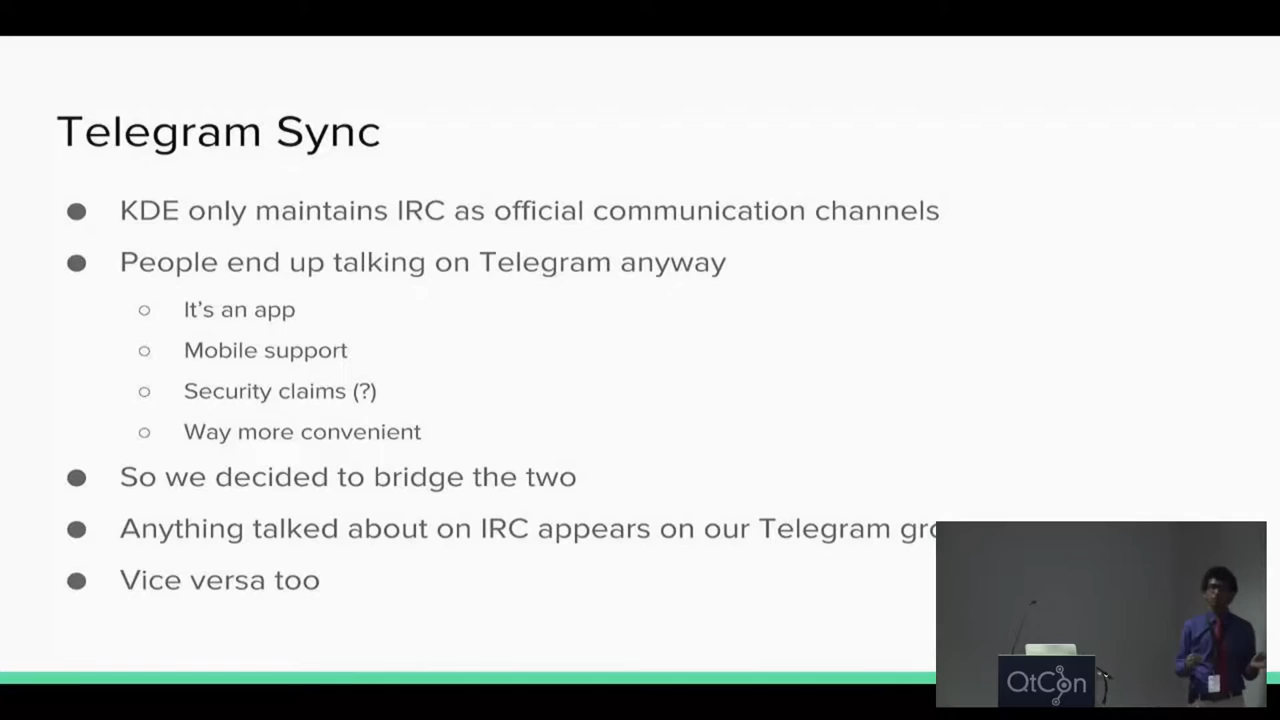 Telegram Sync
● KDE only maintains IRC as official communication channels
● People end up talking on Telegram anyway
○ It's an app
○ Mobile support
○ Security claims (?)
○ Way more convenient
● So we decided to bridge the two
● Anything talked about on IRC appears on our Telegram
● Vice versa too
QtCon